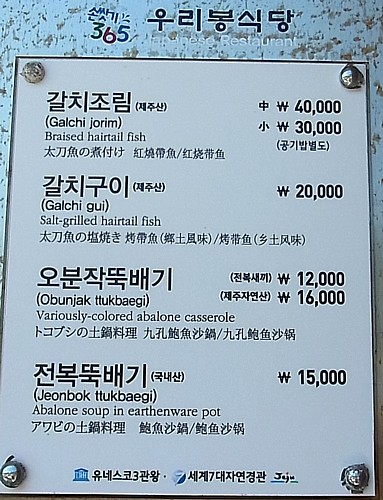 손맛기
365 우리봉식당
Restaurant
갈치조림 (제주산) 中 ₩ 40,000
(Galchi jorim) 小 ₩ 30,000
Braised hairtail fish (공기밥별도)
太刀魚の煮付け 紅燒帶魚/红烧带鱼
갈치구이 (제주산) ₩ 20,000
(Galchi gui)
Salt-grilled hairtail fish
太刀魚の塩焼き 烤帶魚(鄉土風味)/烤带鱼(乡土风味)
오분작뚝배기 (전복새끼) ₩ 12,000
(Obunjak ttukbaegi) (제주자연산) ₩ 16,000
Variously-colored abalone casserole
トコブシの土鍋料理 九孔鮑魚沙鍋/九孔鲍鱼沙锅
전복뚝배기 (국내산) ₩ 15,000
(Jeonbok ttukbaegi)
Abalone soup in earthenware pot
アワビの土鍋料理 鮑魚沙鍋/鲍鱼沙锅
유네스코3관왕 · 세계7대자연경관 Jeju